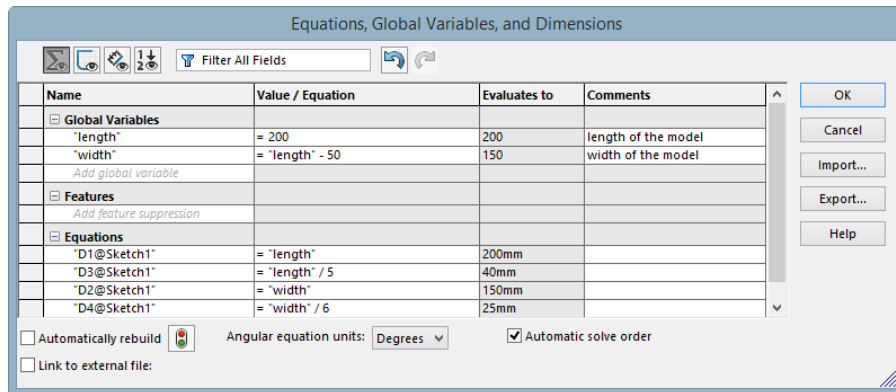 Equations, Global Variables, and Dimensions
Filter All Fields
Name Value / Equation Evaluates to Comments
Global Variables
"length" = 200 200 length of the model
"width" = "length" - 50 150 width of the model
Add global variable
Features
Add feature suppression
Equations
"D1@Sketch1" = "length" 200mm
"D3@Sketch1" = "length" / 5 40mm
"D2@Sketch1" = "width" 150mm
"D4@Sketch1" = "width" / 6 25mm
OK
Cancel
Import...
Export...
Help
Automatically rebuild Angular equation units: Degrees Automatic solve order
Link to external file: